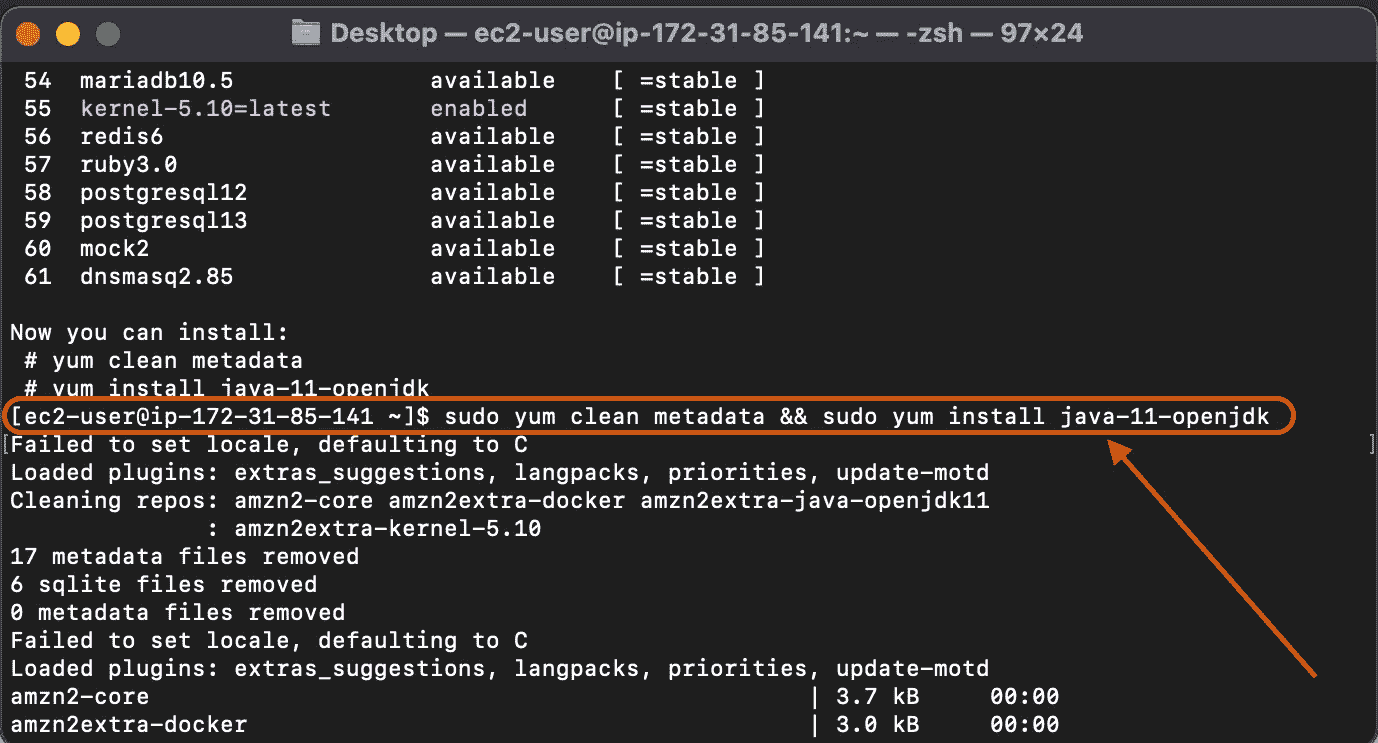 Desktop — ec2-user@ip-172-31-85-141:~ — -zsh — 97×24
54  mariadb10.5              available    [ =stable ]
55  kernel-5.10=latest       enabled      [ =stable ]
56  redis6                   available    [ =stable ]
57  ruby3.0                  available    [ =stable ]
58  postgresql12             available    [ =stable ]
59  postgresql13             available    [ =stable ]
60  mock2                    available    [ =stable ]
61  dnsmasq2.85              available    [ =stable ]
Now you can install:
# yum clean metadata
# yum install java-11-openjdk
[ec2-user@ip-172-31-85-141 ~]$ sudo yum clean metadata && sudo yum install java-11-openjdk
[Failed to set locale, defaulting to C ]
Loaded plugins: extras_suggestions, langpacks, priorities, update-motd
Cleaning repos: amzn2-core amzn2extra-docker amzn2extra-java-openjdk11
: amzn2extra-kernel-5.10
17 metadata files removed
6 sqlite files removed
0 metadata files removed
Failed to set locale, defaulting to C
Loaded plugins: extras_suggestions, langpacks, priorities, update-motd
amzn2-core | 3.7 kB 00:00
amzn2extra-docker | 3.0 kB 00:00